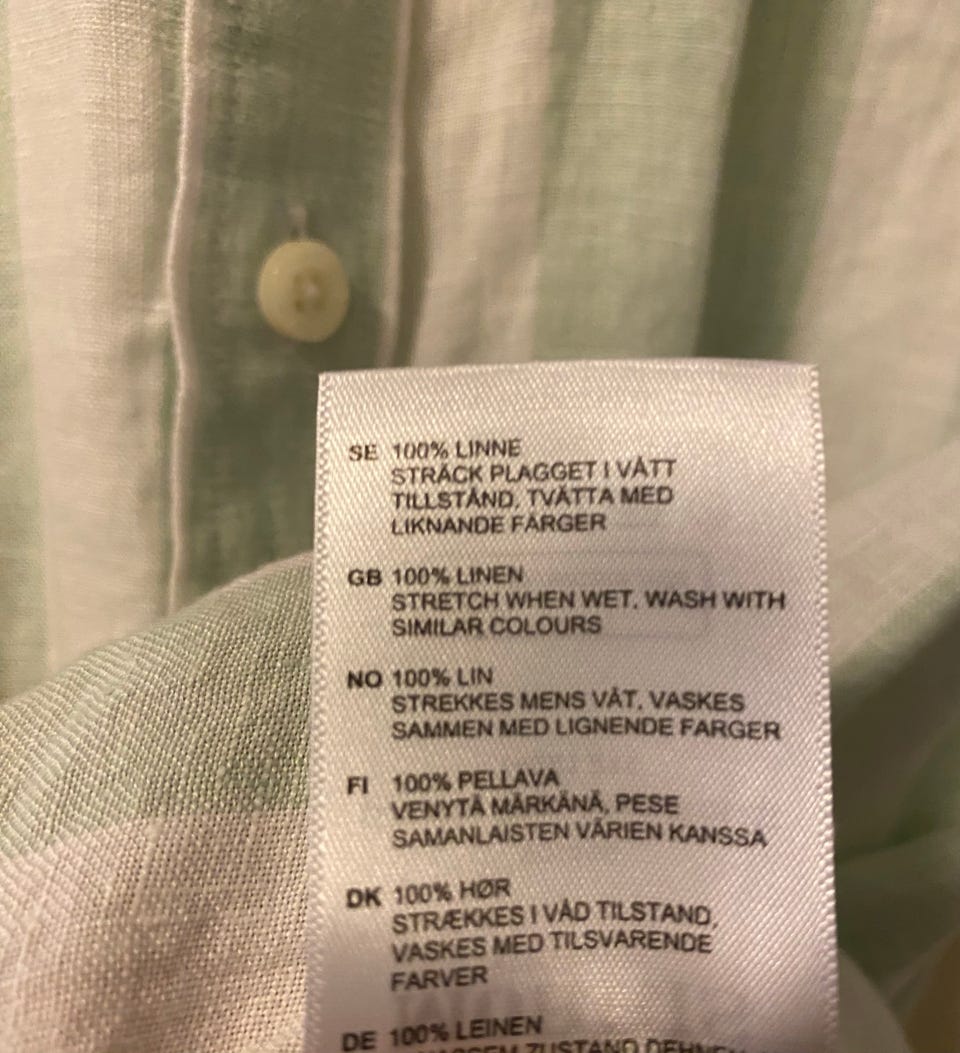 SE 100% LINNE
STRÄCK PLAGGET I VÅTT
TILLSTÅND, TVÄTTA MED
LIKNANDE FÄRGER
GB 100% LINEN
STRETCH WHEN WET, WASH WITH
SIMILAR COLOURS
NO 100% LIN
STREKKES MENS VÅT, VASKES
SAMMEN MED LIGNENDE FARGER
FI 100% PELLAVA
VENYTÄ MÄRKÄNÄ, PESE
SAMANLAISTEN VÄRIEN KANSSA
DK 100% HØR
STRÆKKES I VÅD TILSTAND,
VASKES MED TILSVARENDE
FARVER
DE 100% LEINEN
ZUSTAND DEHNEN